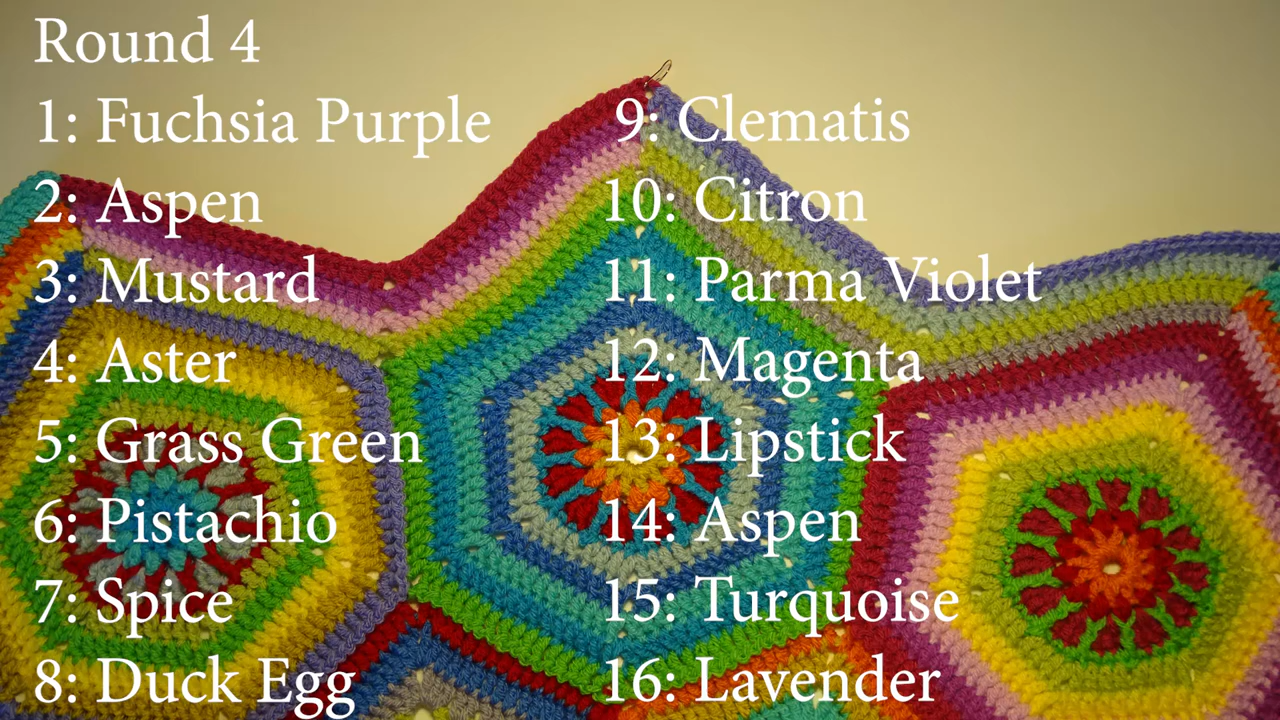 Round 4
1: Fuchsia Purple
2: Aspen
3: Mustard
4: Aster
5: Grass Green
6: Pistachio
7: Spice
8: Duck Egg
9: Clematis
10: Citron
11: Parma Violet
12: Magenta
13: Lipstick
14: Aspen
15: Turquoise
16: Lavender